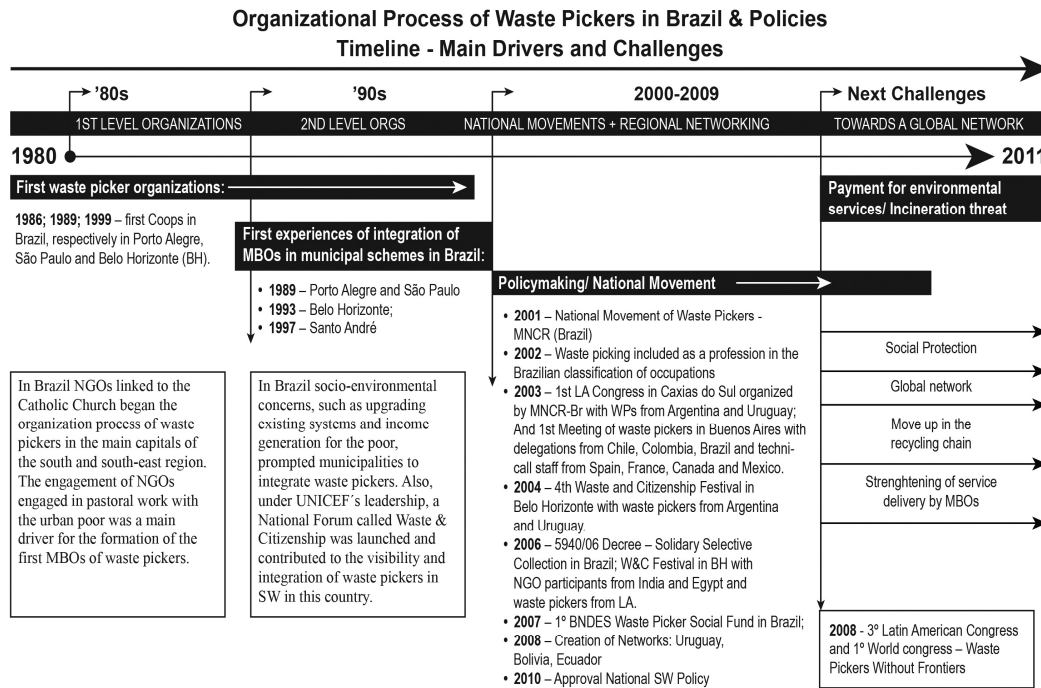 Organizational Process of Waste Pickers in Brazil & Policies
Timeline - Main Drivers and Challenges
'80s
'90s
2000-2009
Next Challenges
1ST LEVEL ORGANIZATIONS
2ND LEVEL ORGS
NATIONAL MOVEMENTS + REGIONAL NETWORKING
TOWARDS A GLOBAL NETWORK
1980
2011
First waste picker organizations:
1986; 1989; 1999 – first Coops in
Brazil, respectively in Porto Alegre,
São Paulo and Belo Horizonte (BH).
In Brazil NGOs linked to the
Catholic Church began the
organization process of waste
pickers in the main capitals of
the south and south-east region.
The engagement of NGOs
engaged in pastoral work with
the urban poor was a main
driver for the formation of the
first MBOs of waste pickers.
First experiences of integration of
MBOs in municipal schemes in Brazil:
• 1989 – Porto Alegre and São Paulo
• 1993 – Belo Horizonte;
• 1997 – Santo André
In Brazil socio-environmental
concerns, such as upgrading
existing systems and income
generation for the poor,
prompted municipalities to
integrate waste pickers. Also,
under UNICEF´s leadership, a
National Forum called Waste &
Citizenship was launched and
contributed to the visibility and
integration of waste pickers in
SW in this country.
Policymaking/ National Movement
• 2001 – National Movement of Waste Pickers -
MNCR (Brazil)
• 2002 – Waste picking included as a profession in the
Brazilian classification of occupations
• 2003 – 1st LA Congress in Caxias do Sul organized
by MNCR-Br with WPs from Argentina and Uruguay;
And 1st Meeting of waste pickers in Buenos Aires with
delegations from Chile, Colombia, Brazil and techni-
call staff from Spain, France, Canada and Mexico.
• 2004 – 4th Waste and Citizenship Festival in
Belo Horizonte with waste pickers from Argentina
and Uruguay.
• 2006 – 5940/06 Decree – Solidary Selective
Collection in Brazil; W&C Festival in BH with
NGO participants from India and Egypt and
waste pickers from LA.
• 2007 – 1º BNDES Waste Picker Social Fund in Brazil;
• 2008 – Creation of Networks: Uruguay,
Bolivia, Ecuador
• 2010 – Approval National SW Policy
Payment for environmental
services/ Incineration threat
Social Protection
Global network
Move up in the
recycling chain
Strenghtening of service
delivery by MBOs
2008 - 3º Latin American Congress
and 1º World congress – Waste
Pickers Without Frontiers